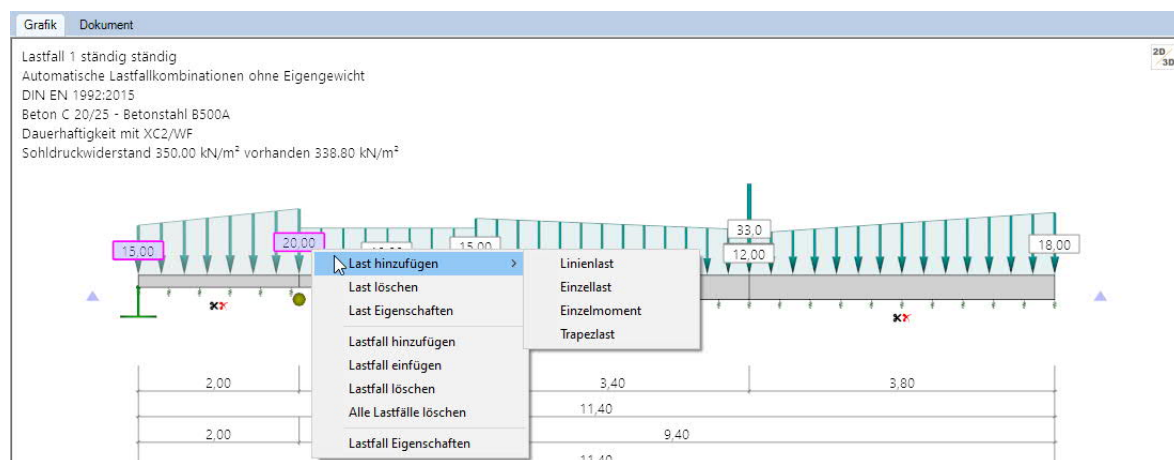 Grafik Dokument
Lastfall 1 ständig ständig
2D
3D
Automatische Lastfallkombinationen ohne Eigengewicht
DIN EN 1992:2015
Beton C 20/25 - Betonstahl B500A
Dauerhaftigkeit mit XC2/WF
Sohldruckwiderstand 350.00 kN/m² vorhanden 338.80 kN/m²
33,0
15,00 20,00 15,00 12,00 18,00
Last hinzufügen
Last löschen
Last Eigenschaften
Lastfall hinzufügen
Lastfall einfügen
Lastfall löschen
Alle Lastfälle löschen
Lastfall Eigenschaften
Linienlast
Einzellast
Einzelmoment
Trapezlast
2,00 3,40 3,80
11,40
2,00 9,40
11,40